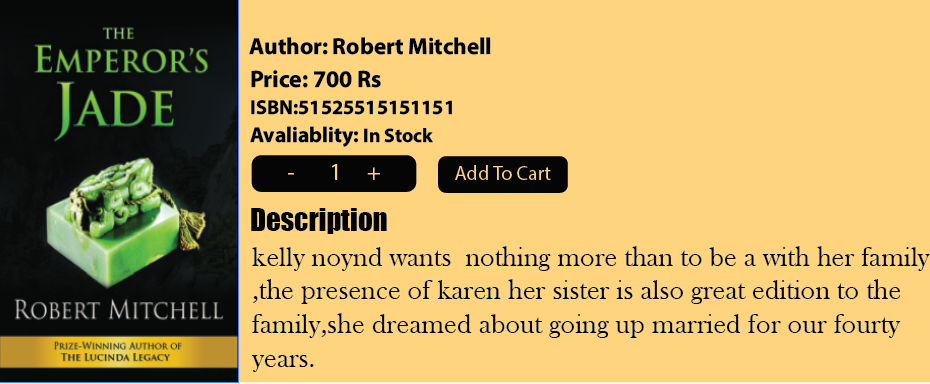 THE
EMPEROR'S
JADE
ROBERT MITCHELL
PRIZE-WINNING AUTHOR OF
THE LUCINDA LEGACY
Author: Robert Mitchell
Price: 700 Rs
ISBN:51525515151151
Avaliablity: In Stock
- 1 + Add To Cart
Description
kelly noynd wants nothing more than to be a with her family
,the presence of karen her sister is also great edition to the
family,she dreamed about going up married for our fourty
years.